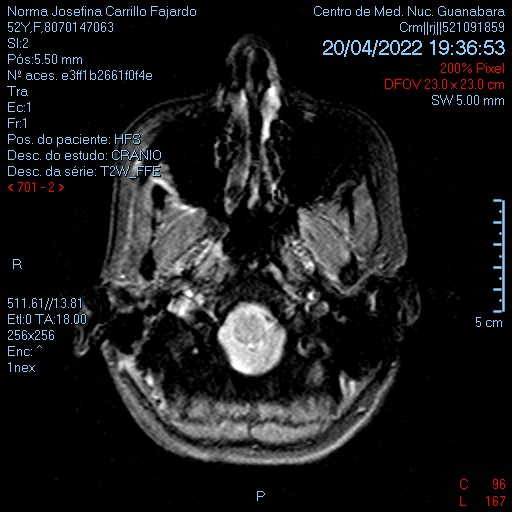 Norma Josefina Carrillo Fajardo
52Y,F,8070147063
Sl:2
Pós:5.50 mm
Nº aces. e3ff1b2661f0f4e
Tra
Ec:1
Fr:1
Pos. do paciente: HFS
Desc. do estudo: CRANIO
Desc. da série: T2W_FFE
< 701 - 2 >
Centro de Med. Nuc. Guanabara
Crm||rj||521091859
20/04/2022 19:36:53
200% Pixel
DFOV 23.0 x 23.0 cm
SW 5.00 mm
R
5 cm
511.61//13.81
Etl:0 TA:18.00
256x256
Enc: ^
1nex
P
C 96
L 167